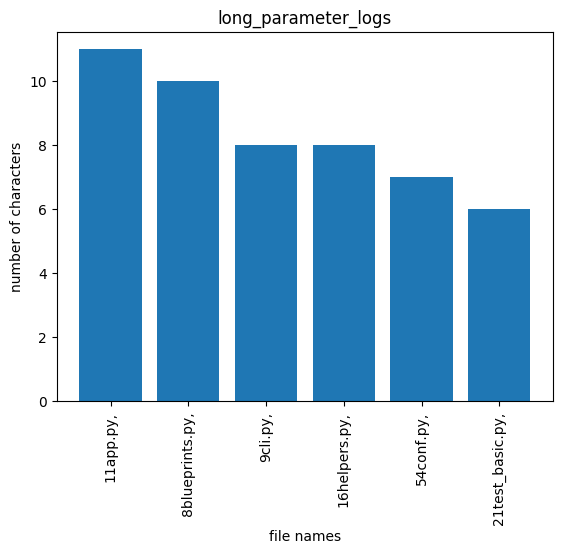 long_parameter_logs
number of characters
10
8
6
4
2
0
11app.py,
8blueprints.py,
9cli.py,
16helpers.py,
54conf.py,
21test_basic.py,
file names